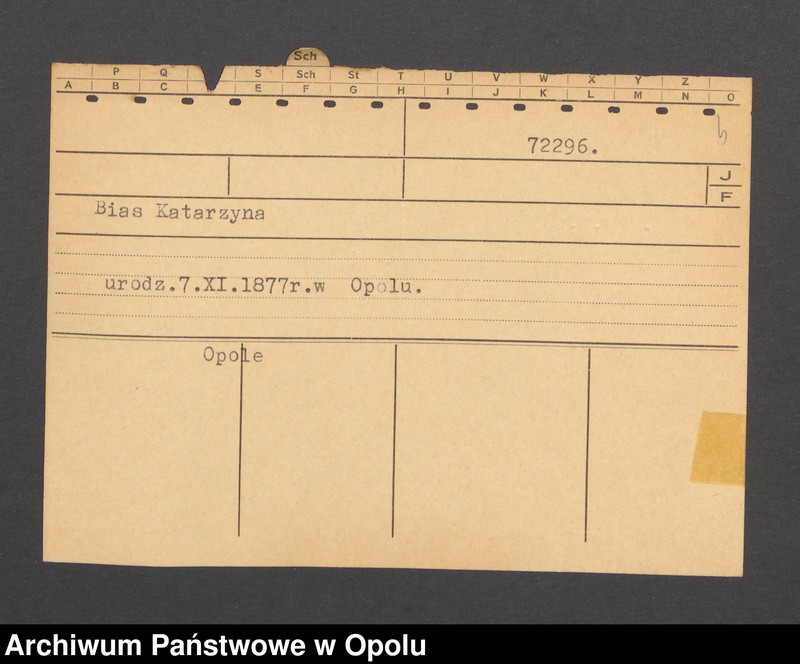 Sch
P Q S Sch St T U V W X Y Z
A B C E F G H I J K L M N O
72296.
J
F
Bias Katarzyna
urodz.7.XI.1877r.w Opolu.
Opole
Archiwum Państwowe w Opolu